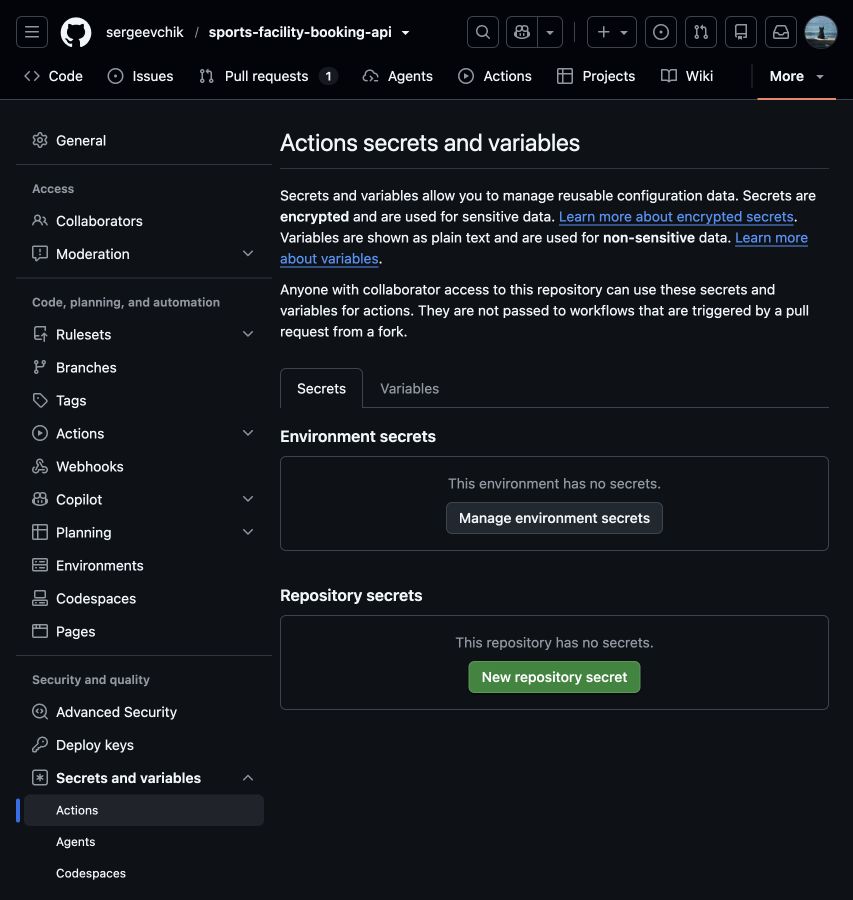 sergeevchik / sports-facility-booking-api
Code Issues Pull requests 1 Agents Actions Projects Wiki More
General
Access
Collaborators
Moderation
Code, planning, and automation
Rulesets
Branches
Tags
Actions
Webhooks
Copilot
Planning
Environments
Codespaces
Pages
Security and quality
Advanced Security
Deploy keys
Secrets and variables
Actions
Agents
Codespaces
Actions secrets and variables
Secrets and variables allow you to manage reusable configuration data. Secrets are
encrypted and are used for sensitive data. Learn more about encrypted secrets.
Variables are shown as plain text and are used for non-sensitive data. Learn more
about variables.
Anyone with collaborator access to this repository can use these secrets and
variables for actions. They are not passed to workflows that are triggered by a pull
request from a fork.
Secrets Variables
Environment secrets
This environment has no secrets.
Manage environment secrets
Repository secrets
This repository has no secrets.
New repository secret